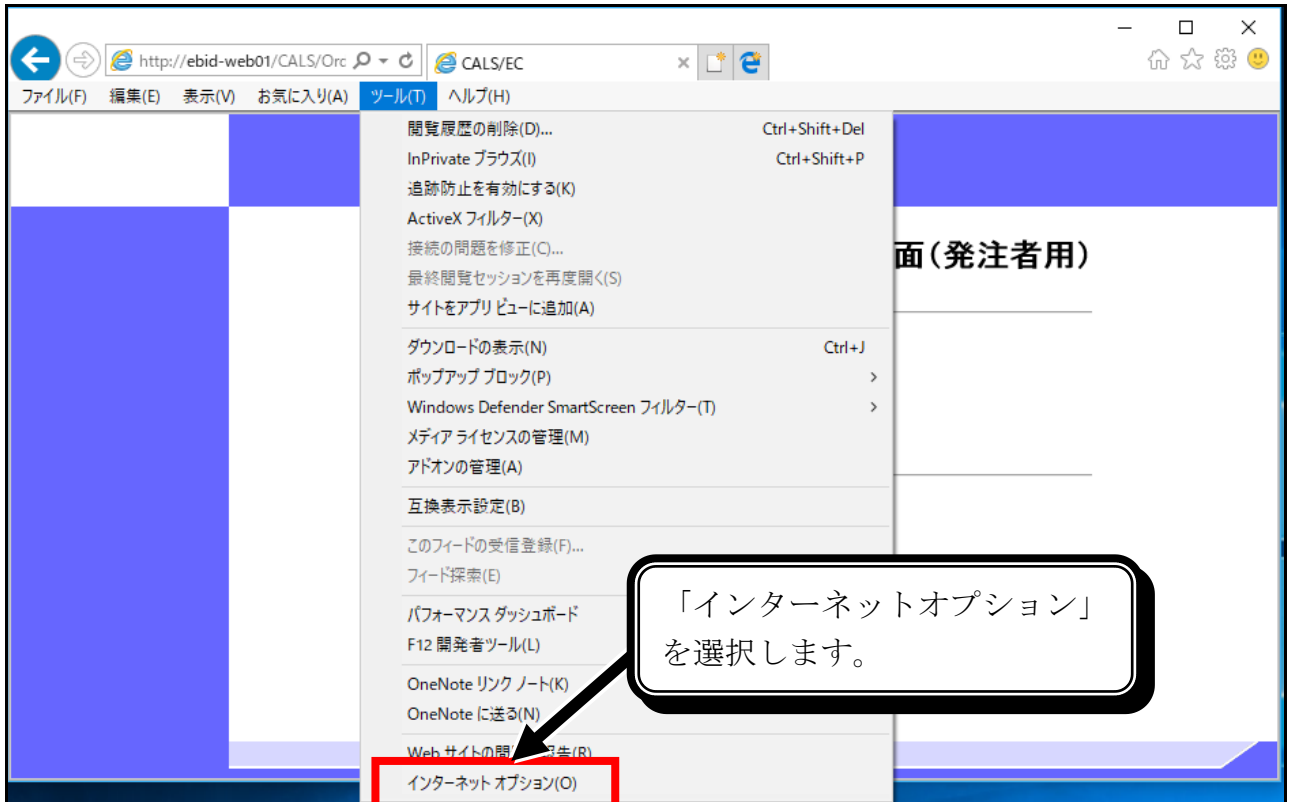 http://ebid-web01/CALS/Orc
CALS/EC
ファイル(F) 編集(E) 表示(V) お気に入り(A) ツール(T) ヘルプ(H)
閲覧履歴の削除(D)... Ctrl+Shift+Del
InPrivate ブラウズ(I) Ctrl+Shift+P
追跡防止を有効にする(K)
ActiveX フィルター(X)
接続の問題を修正(C)...
最終閲覧セッションを再度開く(S)
サイトをアプリ ビューに追加(A)
面(発注者用)
ダウンロードの表示(N) Ctrl+J
ポップアップ ブロック(P)
Windows Defender SmartScreen フィルター(T)
メディア ライセンスの管理(M)
アドオンの管理(A)
互換表示設定(B)
このフィードの受信登録(F)...
フィード探索(E)
パフォーマンス ダッシュボード
F12 開発者ツール(L)
OneNote リンク ノート(K)
OneNote に送る(N)
Web サイトの問 告(R)
インターネット オプション(O)
「インターネットオプション」
を選択します。